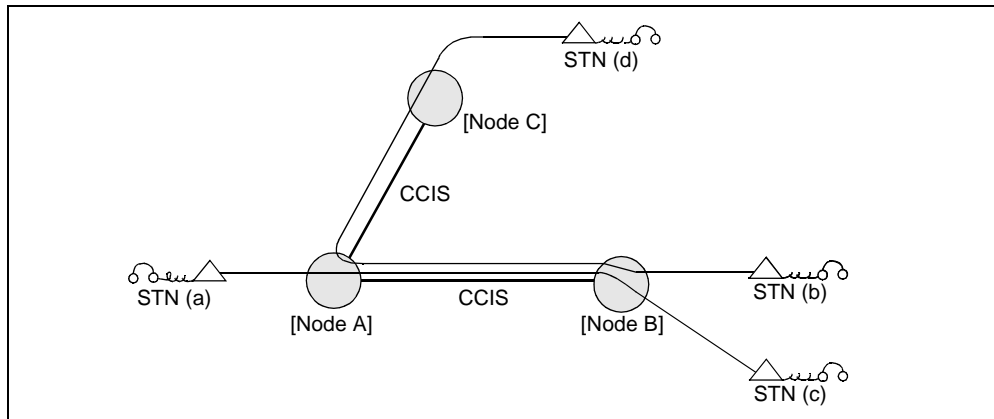 STN (d)
[Node C]
CCIS
STN (a)
CCIS
STN (b)
[Node A]
[Node B]
STN (c)